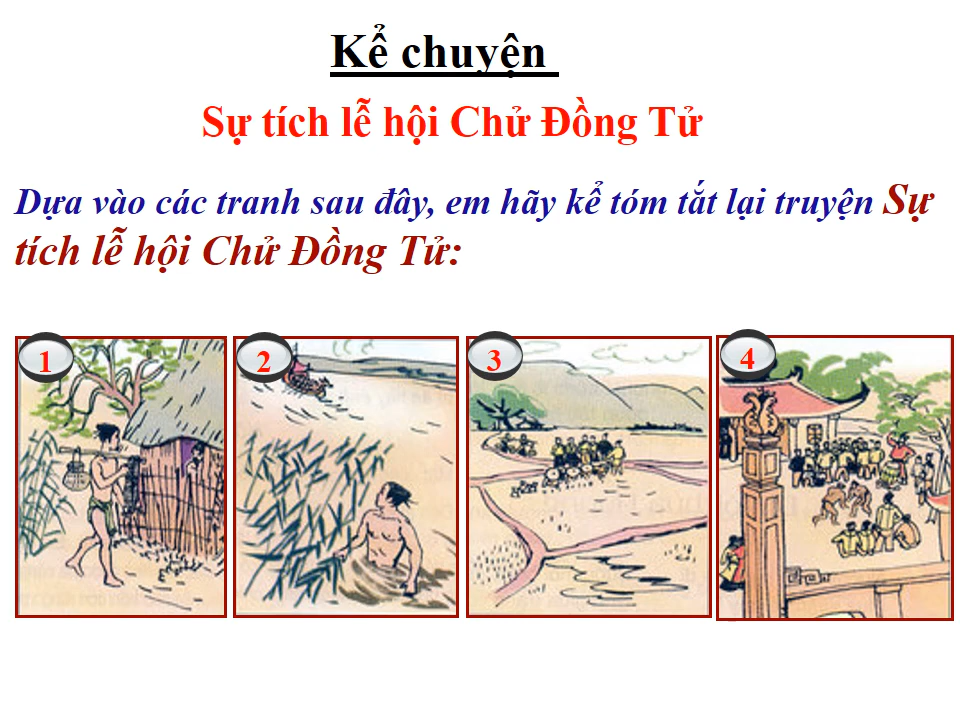 Kể chuyện
Sự tích lễ hội Chử Đồng Tử
Dựa vào các tranh sau đây, em hãy kể tóm tắt lại truyện Sự
tích lễ hội Chử Đồng Tử:
1 2 3 4